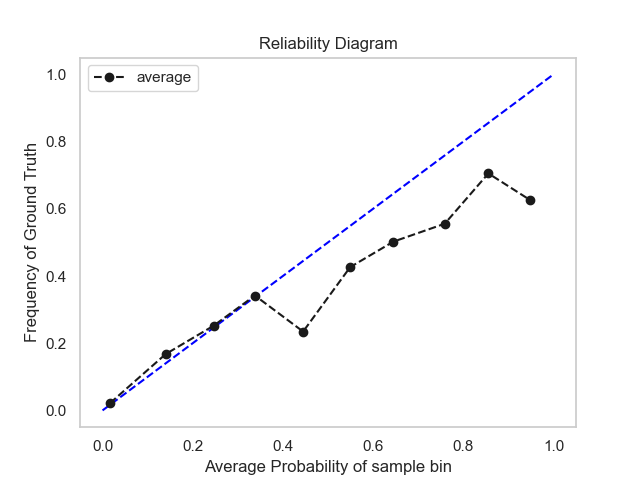 Reliability Diagram
average
1.0
0.8
0.6
0.4
0.2
0.0
Frequency of Ground Truth
0.0 0.2 0.4 0.6 0.8 1.0
Average Probability of sample bin